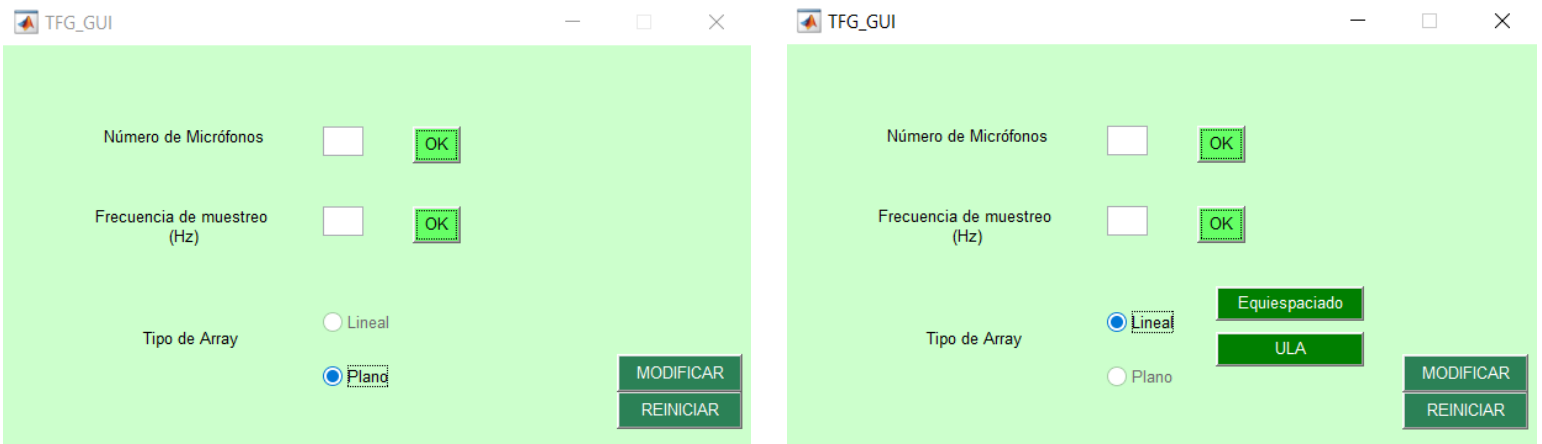 TFG_GUI
Número de Micrófonos
OK
Frecuencia de muestreo
(Hz)
OK
Tipo de Array
Lineal
Plano
MODIFICAR
REINICIAR
TFG_GUI
Número de Micrófonos
OK
Frecuencia de muestreo
(Hz)
OK
Tipo de Array
Lineal
Plano
Equiespaciado
ULA
MODIFICAR
REINICIAR